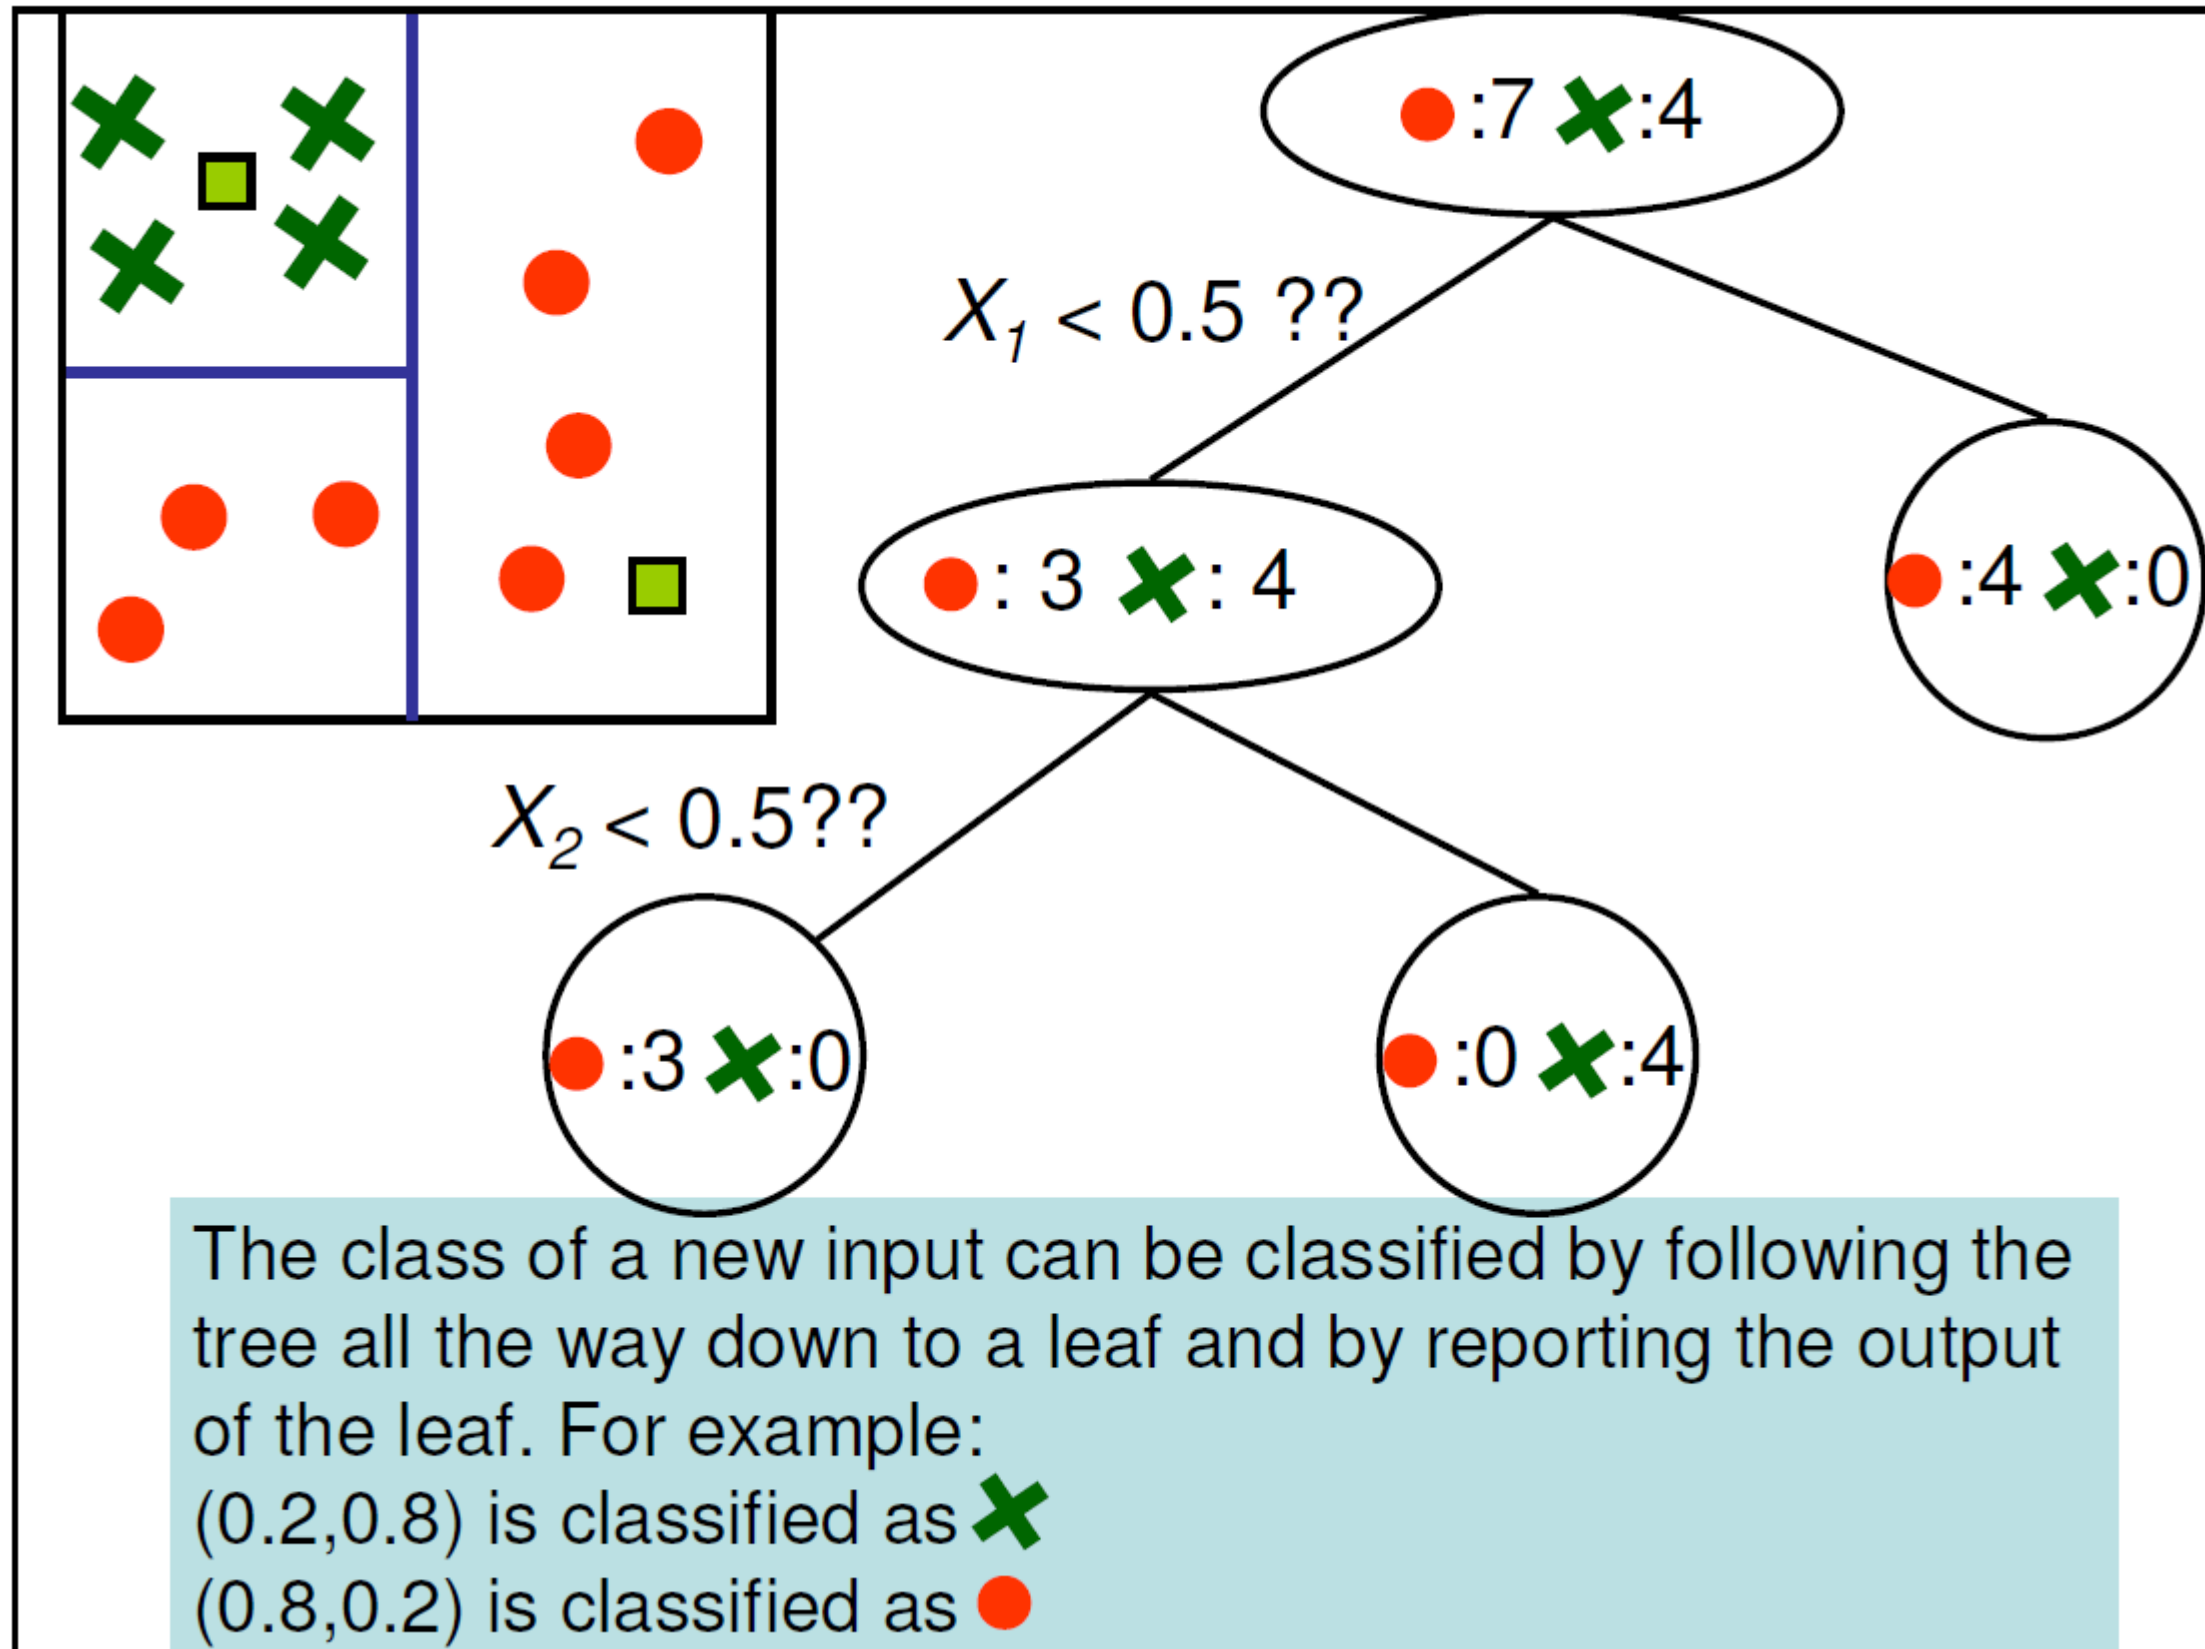 :7 :4
X1 < 0.5 ??
: 3 : 4
:4 :0
X2 < 0.5??
:3 :0
:0 :4
The class of a new input can be classified by following the
tree all the way down to a leaf and by reporting the output
of the leaf. For example:
(0.2,0.8) is classified as
(0.8,0.2) is classified as